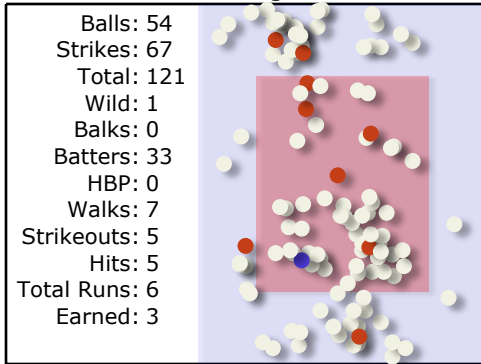 Balls: 54
Strikes: 67
Total: 121
Wild: 1
Balks: 0
Batters: 33
HBP: 0
Walks: 7
Strikeouts: 5
Hits: 5
Total Runs: 6
Earned: 3